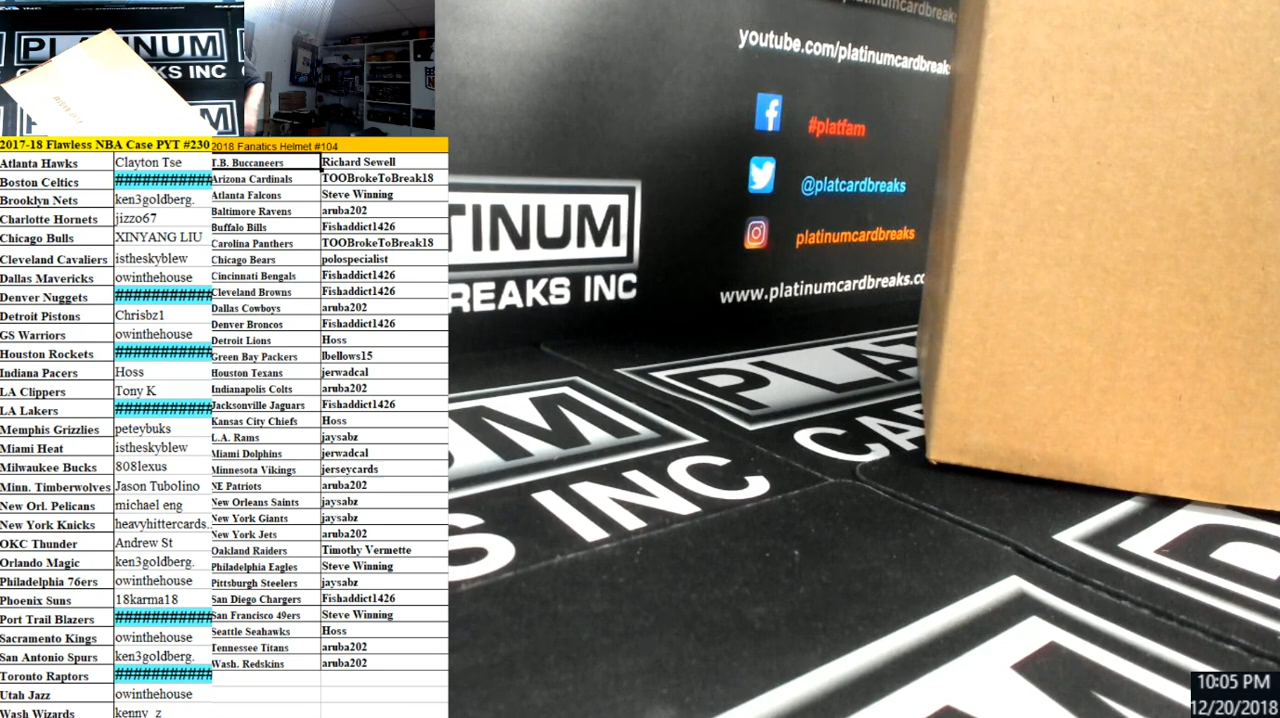 PLATINUM
KS INC
2017-18 Flawless NBA Case PYT #230
Atlanta Hawks Clayton Tse
Boston Celtics ###########
Brooklyn Nets ken3goldberg.
Charlotte Hornets jizzo67
Chicago Bulls XINYANG LIU
Cleveland Cavaliers istheskyblew
Dallas Mavericks owinthehouse
Denver Nuggets ###########
Detroit Pistons Chrisbz1
GS Warriors owinthehouse
Houston Rockets ###########
Indiana Pacers Hoss
LA Clippers Tony K
LA Lakers ###########
Memphis Grizzlies peteybuks
Miami Heat istheskyblew
Milwaukee Bucks 808lexus
Minn. Timberwolves Jason Tubolino
New Orl. Pelicans michael eng
New York Knicks heavyhittercards.
OKC Thunder Andrew St
Orlando Magic ken3goldberg.
Philadelphia 76ers owinthehouse
Phoenix Suns 18karma18
Port Trail Blazers ###########
Sacramento Kings owinthehouse
San Antonio Spurs ken3goldberg.
Toronto Raptors ###########
Utah Jazz owinthehouse
Wash Wizards kenny_z
2018 Fanatics Helmet #104
T.B. Buccaneers Richard Sewell
Arizona Cardinals TOOBrokeToBreak18
Atlanta Falcons Steve Winning
Baltimore Ravens aruba202
Buffalo Bills Fishaddict1426
Carolina Panthers TOOBrokeToBreak18
Chicago Bears polospecialist
Cincinnati Bengals Fishaddict1426
Cleveland Browns Fishaddict1426
Dallas Cowboys aruba202
Denver Broncos Fishaddict1426
Detroit Lions Hoss
Green Bay Packers lbellows15
Houston Texans jerwadcal
Indianapolis Colts aruba202
Jacksonville Jaguars Fishaddict1426
Kansas City Chiefs Hoss
L.A. Rams jaysabz
Miami Dolphins jerwadcal
Minnesota Vikings jerseycards
NE Patriots aruba202
New Orleans Saints jaysabz
New York Giants jaysabz
New York Jets aruba202
Oakland Raiders Timothy Vermette
Philadelphia Eagles Steve Winning
Pittsburgh Steelers jaysabz
San Diego Chargers Fishaddict1426
San Francisco 49ers Steve Winning
Seattle Seahawks Hoss
Tennessee Titans aruba202
Wash. Redskins aruba202
platinumcardbreaks
youtube.com/platinumcardbreak
#platfam
@platcardbreaks
platinumcardbreaks
www.platinumcardbreaks.co
TINUM
REAKS INC
PLAT
CA
UM
S INC
10:05 PM
12/20/2018